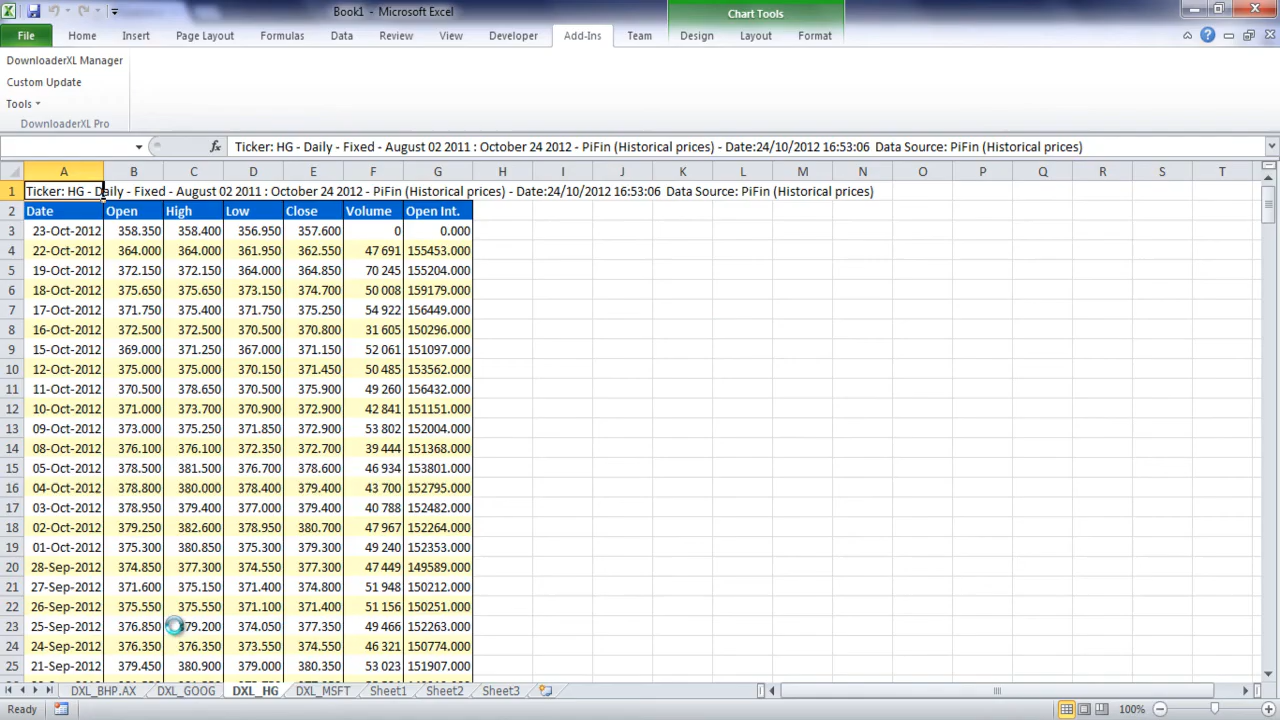 Book1 - Microsoft Excel
Chart Tools
File Home Insert Page Layout Formulas Data Review View Developer Add-Ins Team Design Layout Format
DownloaderXL Manager
Custom Update
Tools
DownloaderXL Pro
fx Ticker: HG - Daily - Fixed - August 02 2011 : October 24 2012 - PiFin (Historical prices) - Date:24/10/2012 16:53:06 Data Source: PiFin (Historical prices)
A B C D E F G H I J K L M N O P Q R S T
1 Ticker: HG - Daily - Fixed - August 02 2011 : October 24 2012 - PiFin (Historical prices) - Date:24/10/2012 16:53:06 Data Source: PiFin (Historical prices)
2 Date Open High Low Close Volume Open Int.
3 23-Oct-2012 358.350 358.400 356.950 357.600 0 0.000
4 22-Oct-2012 364.000 364.000 361.950 362.550 47 691 155453.000
5 19-Oct-2012 372.150 372.150 364.000 364.850 70 245 155204.000
6 18-Oct-2012 375.650 375.650 373.150 374.700 50 008 159179.000
7 17-Oct-2012 371.750 375.400 371.750 375.250 54 922 156449.000
8 16-Oct-2012 372.500 372.500 370.500 370.800 31 605 150296.000
9 15-Oct-2012 369.000 371.250 367.000 371.150 52 061 151097.000
10 12-Oct-2012 375.000 375.000 370.150 371.450 50 485 153562.000
11 11-Oct-2012 370.500 378.650 370.500 375.900 49 260 156432.000
12 10-Oct-2012 371.000 373.700 370.900 372.900 42 841 151151.000
13 09-Oct-2012 373.000 375.250 371.850 372.900 53 802 152004.000
14 08-Oct-2012 376.100 376.100 372.350 372.700 39 444 151368.000
15 05-Oct-2012 378.500 381.500 376.700 378.600 46 934 153801.000
16 04-Oct-2012 378.800 380.000 378.400 379.400 43 700 152795.000
17 03-Oct-2012 378.950 379.400 377.000 379.400 40 788 152482.000
18 02-Oct-2012 379.250 382.600 378.950 380.700 47 967 152264.000
19 01-Oct-2012 375.300 380.850 375.300 379.300 49 240 152353.000
20 28-Sep-2012 374.850 377.300 374.550 377.300 47 449 149589.000
21 27-Sep-2012 371.600 375.150 371.400 374.800 51 948 150212.000
22 26-Sep-2012 375.550 375.550 371.100 371.400 51 156 150251.000
23 25-Sep-2012 376.850 379.200 374.050 377.350 49 466 152263.000
24 24-Sep-2012 376.350 376.350 373.550 374.550 46 321 150774.000
25 21-Sep-2012 379.450 380.900 379.000 380.350 53 023 151907.000
DXL_BHP.AX DXL_GOOG DXL_HG DXL_MSFT Sheet1 Sheet2 Sheet3
Ready 100%